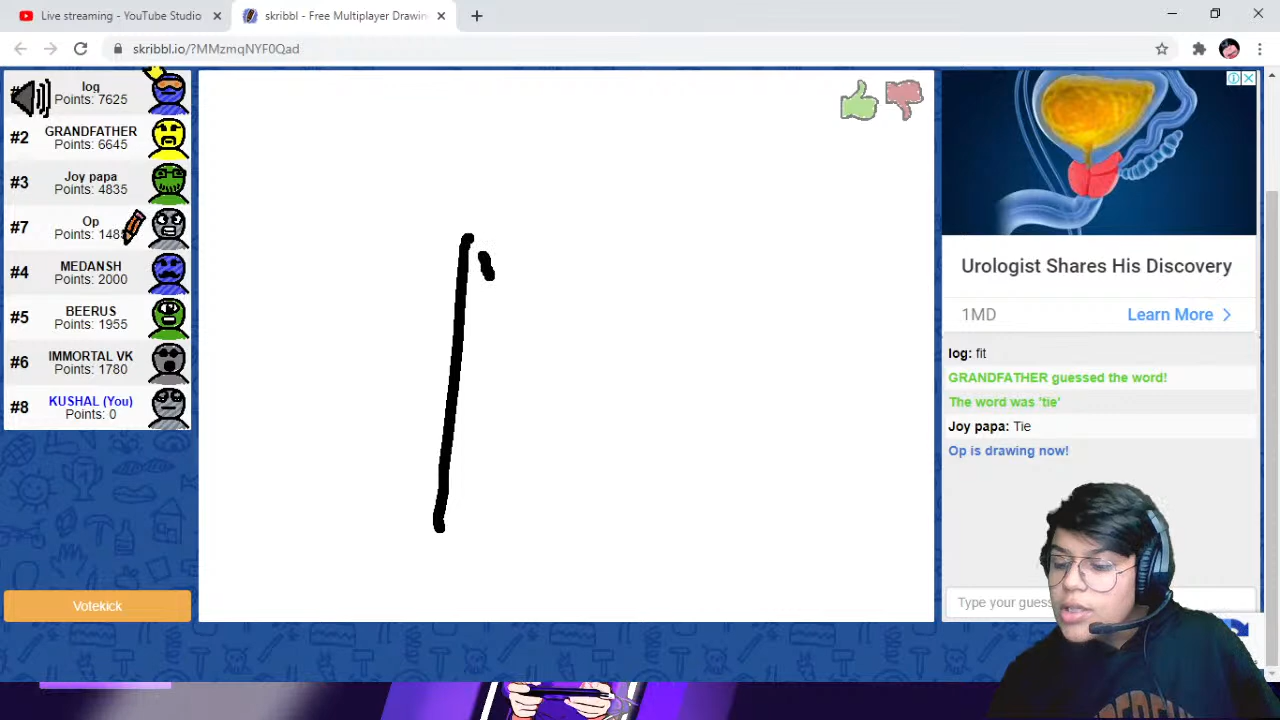 Live streaming - YouTube Studio
skribbl - Free Multiplayer Drawin
skribbl.io/?MMzmqNYF0Qad
log
Points: 7625
#2 GRANDFATHER
Points: 6645
#3 Joy papa
Points: 4835
#7 Op
Points: 148
#4 MEDANSH
Points: 2000
#5 BEERUS
Points: 1955
#6 IMMORTAL VK
Points: 1780
#8 KUSHAL (You)
Points: 0
Votekick
Urologist Shares His Discovery
1MD Learn More
log: fit
GRANDFATHER guessed the word!
The word was 'tie'
Joy papa: Tie
Op is drawing now!
Type your guess